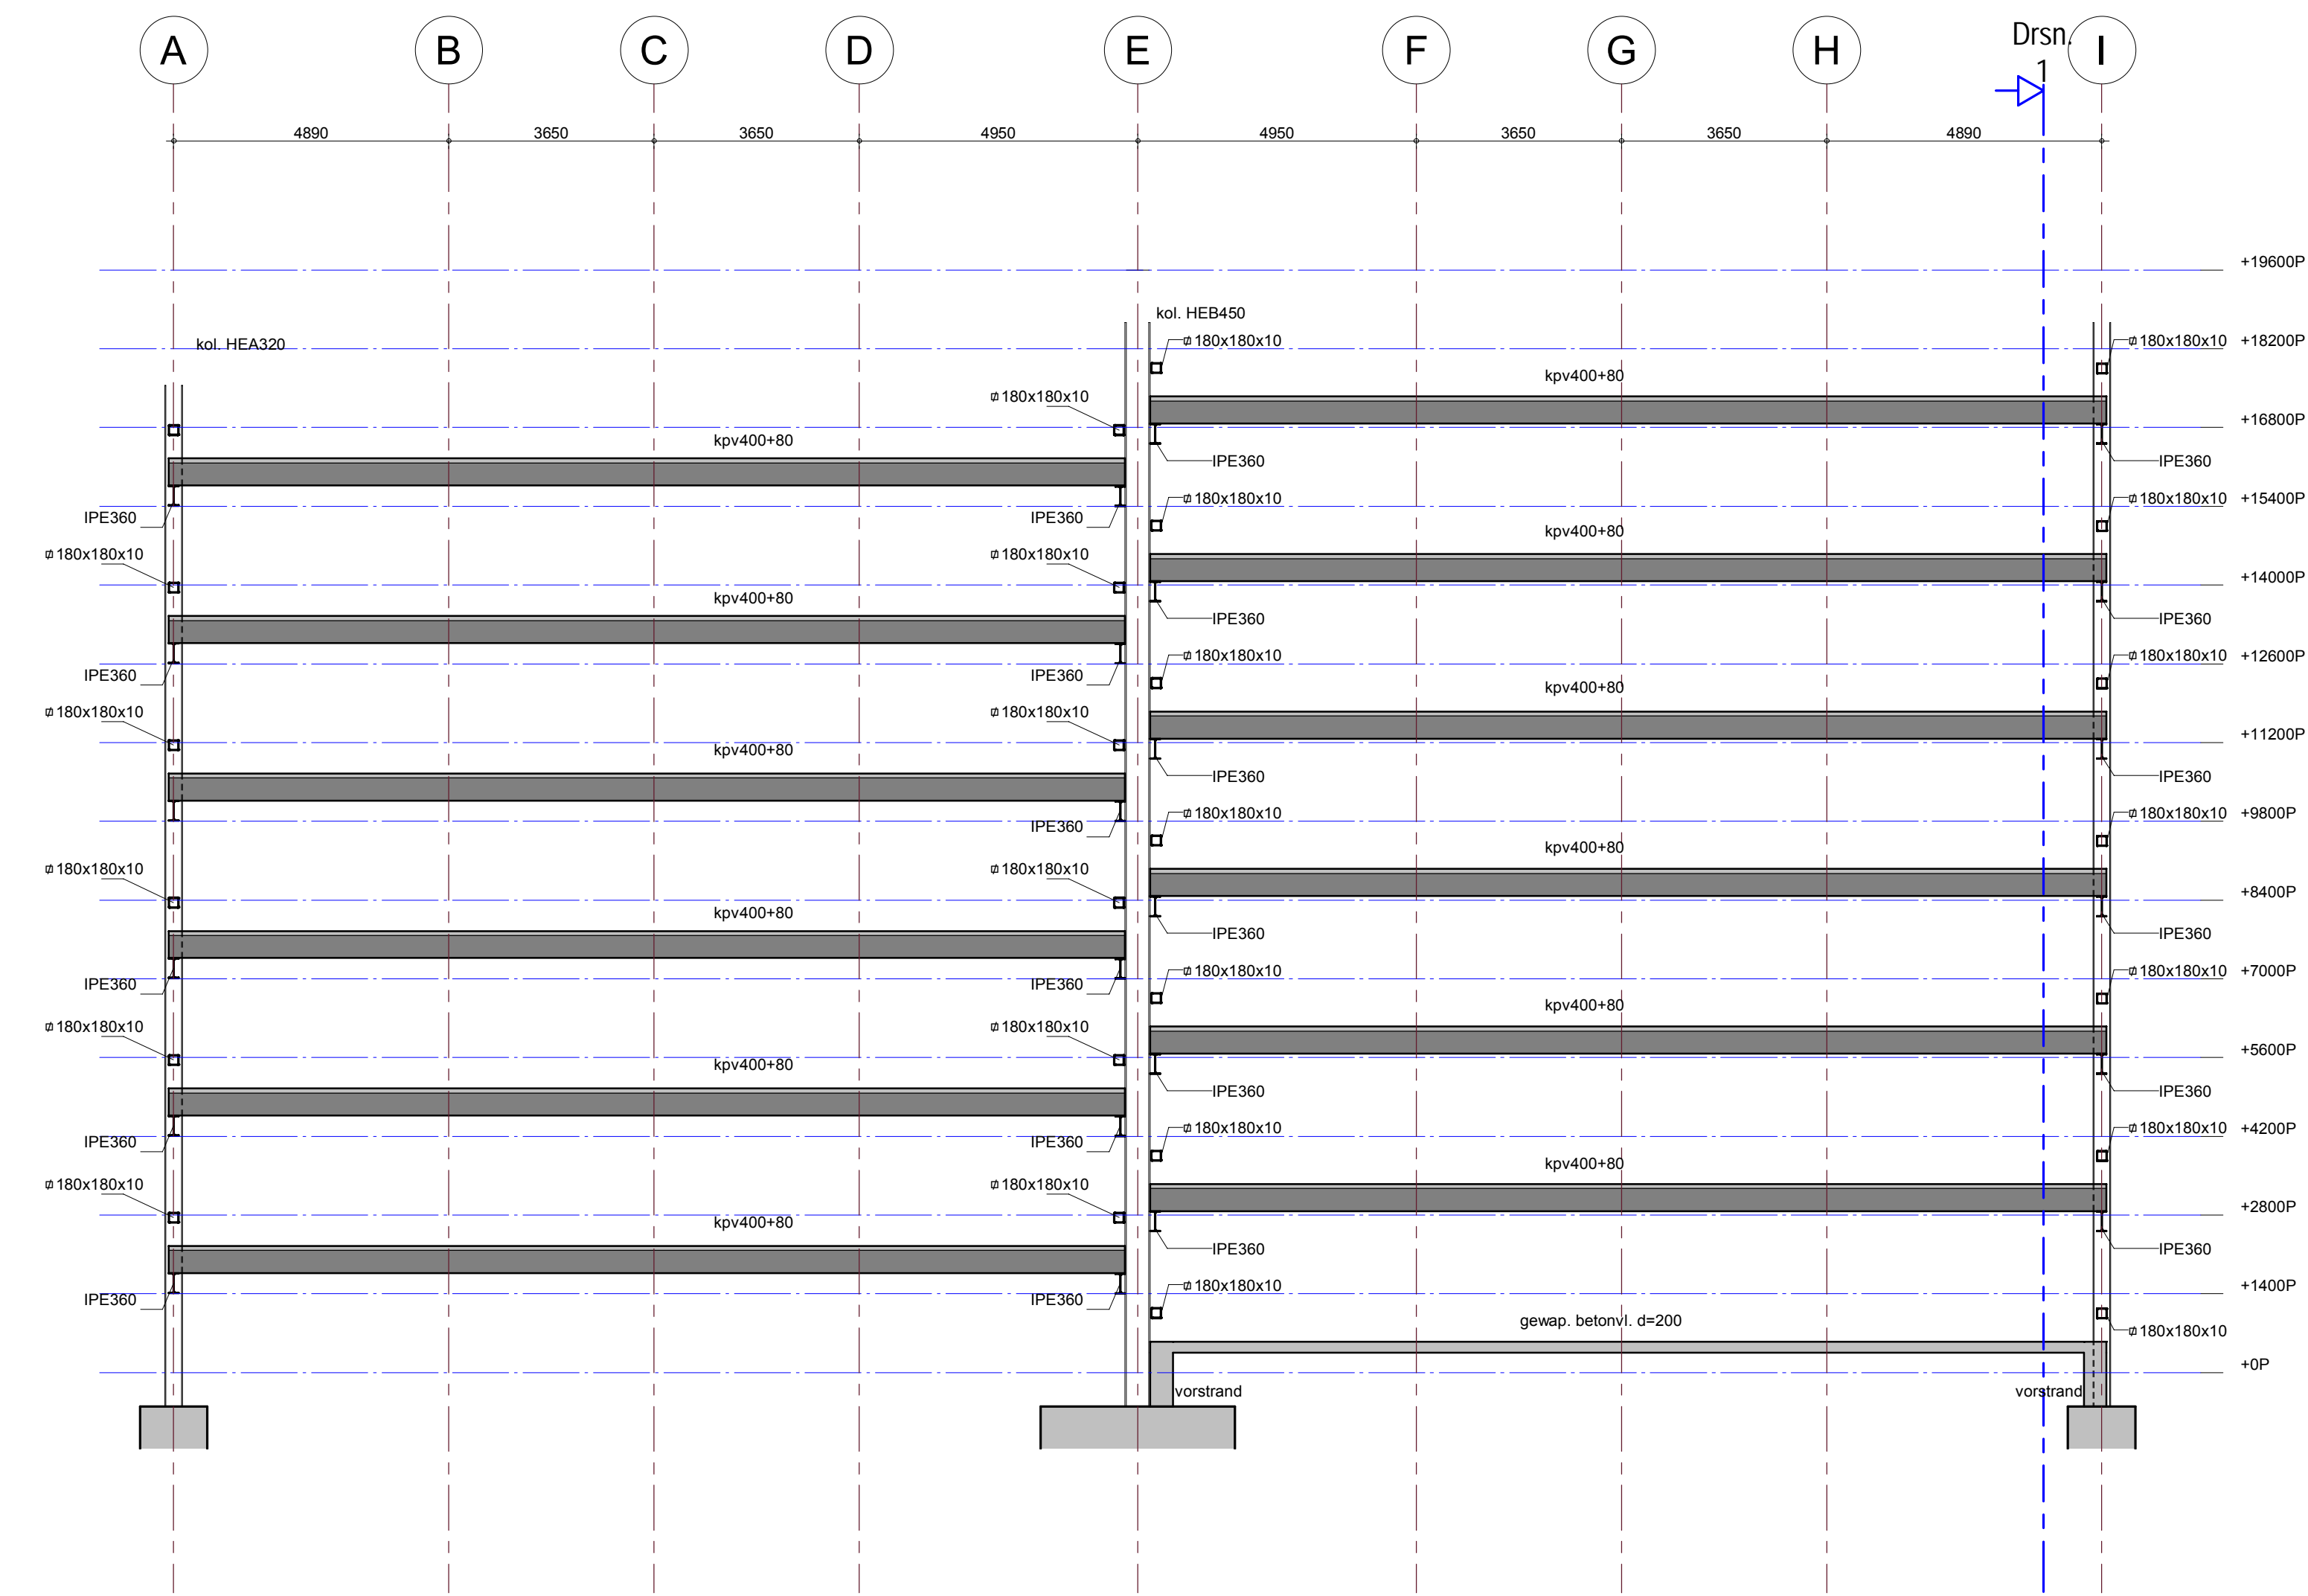 A B C D E F G H Drsn. I
1
4890 3650 3650 4950 4950 3650 3650 4890
+19600P
kol. HEB450
kol. HEA320 180x180x10 180x180x10 +18200P
kpv400+80
180x180x10
+16800P
kpv400+80
IPE360 IPE360
180x180x10 180x180x10 +15400P
IPE360 IPE360
kpv400+80
180x180x10 180x180x10
+14000P
kpv400+80
IPE360 IPE360
180x180x10 180x180x10 +12600P
IPE360 IPE360
kpv400+80
180x180x10 180x180x10
+11200P
kpv400+80
IPE360 IPE360
180x180x10 180x180x10 +9800P
IPE360
kpv400+80
180x180x10 180x180x10
+8400P
kpv400+80
IPE360 IPE360
180x180x10 180x180x10 +7000P
IPE360 IPE360
kpv400+80
180x180x10 180x180x10
+5600P
kpv400+80
IPE360 IPE360
180x180x10 180x180x10 +4200P
IPE360 IPE360
kpv400+80
180x180x10 180x180x10
+2800P
kpv400+80
IPE360 IPE360
180x180x10 +1400P
IPE360 IPE360
gewap. betonvl. d=200
180x180x10
+0P
vorstrand vorstrand